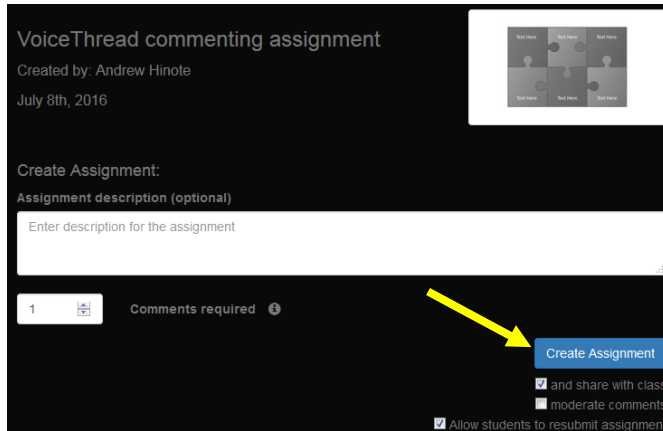 VoiceThread commenting assignment
Created by: Andrew Hinote
July 8th, 2016
Text Here Text Here Text Here
Text Here Text Here Text Here
Create Assignment:
Assignment description (optional)
Enter description for the assignment
1 Comments required
Create Assignment
and share with class
moderate comments
Allow students to resubmit assignment